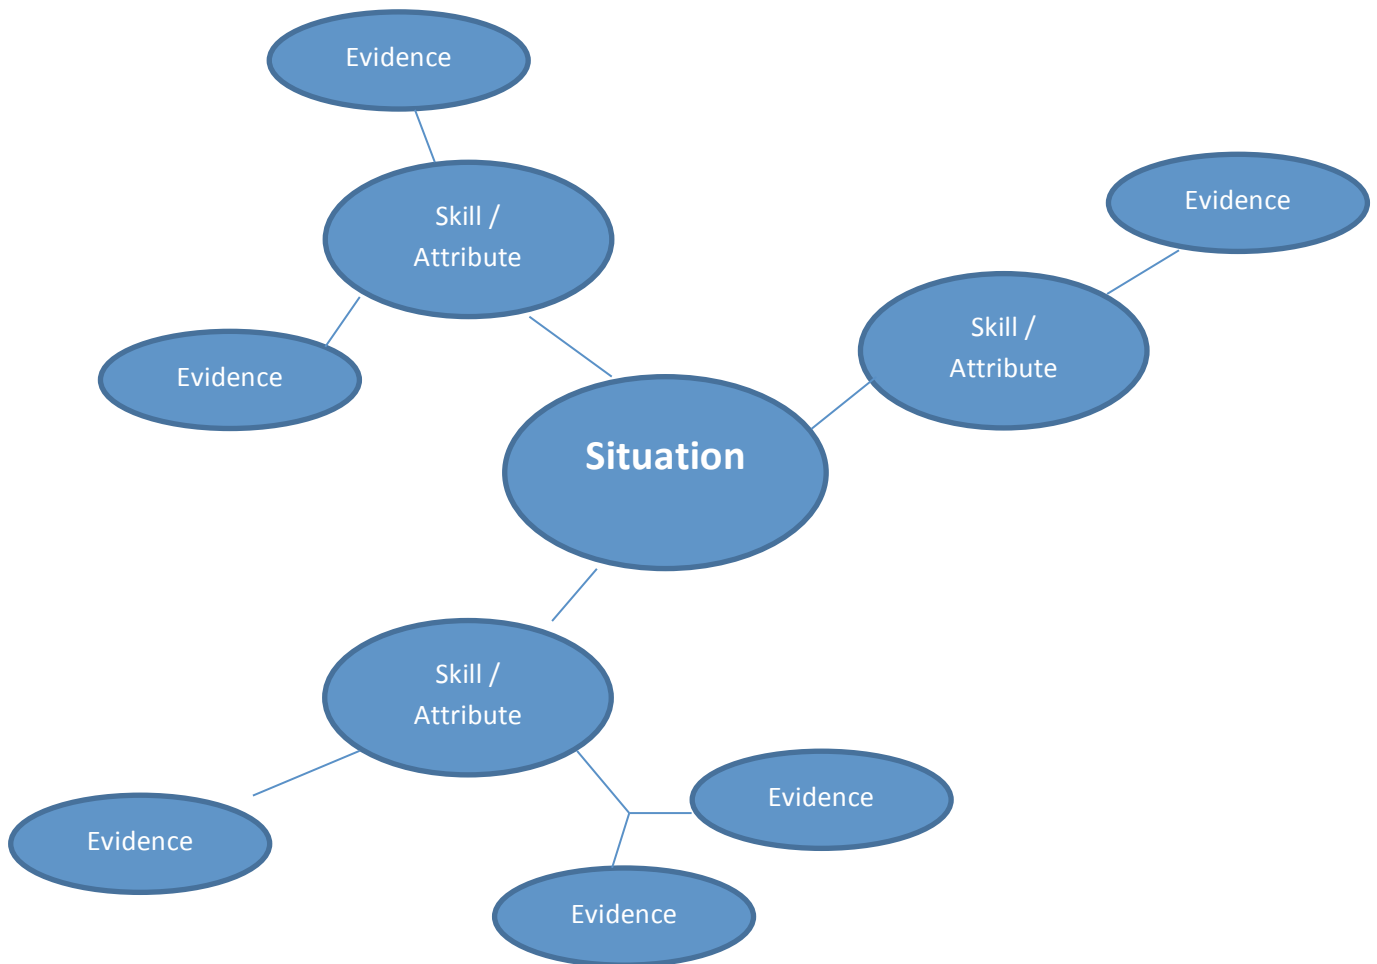 Evidence
Skill /
Attribute
Evidence
Evidence
Skill /
Attribute
Situation
Skill /
Attribute
Evidence
Evidence
Evidence